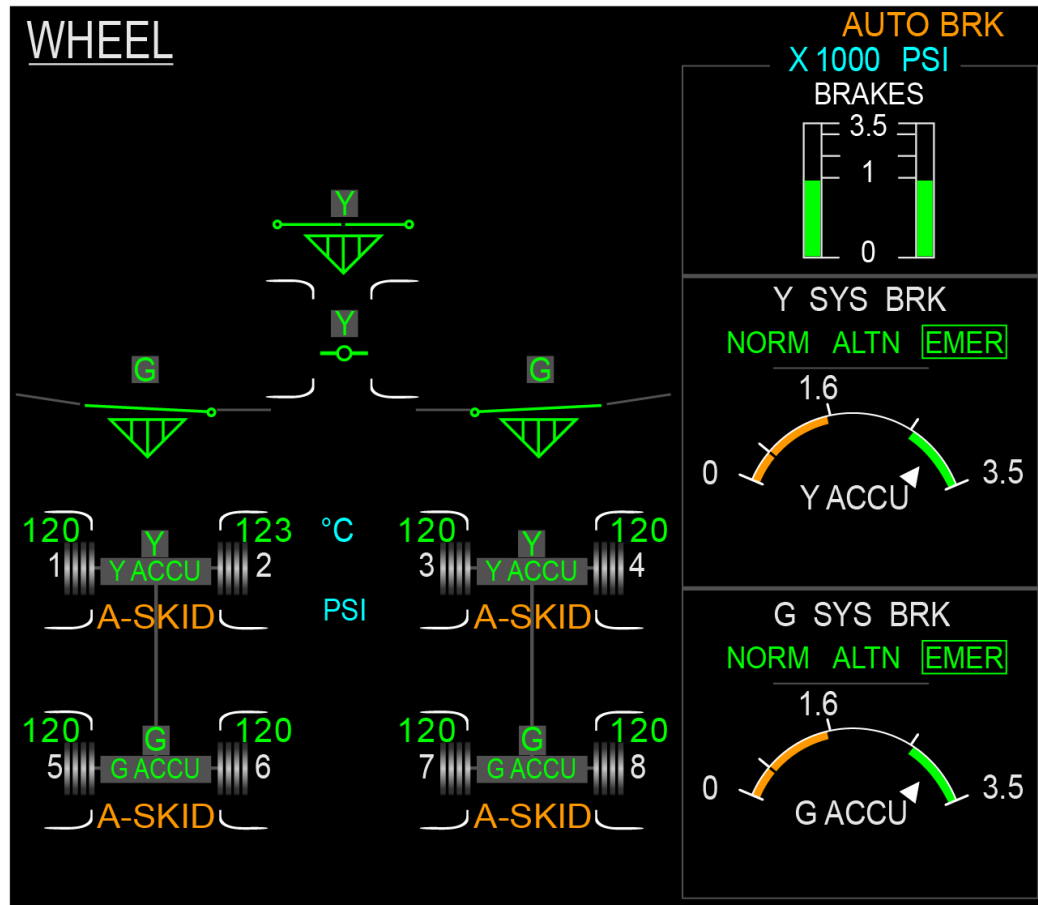 WHEEL
AUTO BRK
X 1000 PSI
BRAKES
3.5
1
0
Y
Y
G G
Y SYS BRK
NORM ALTN EMER
1.6
0 3.5
Y ACCU
120 123 °C 120 120
Y Y
1 Y ACCU 2 3 Y ACCU 4
A-SKID PSI A-SKID
G SYS BRK
NORM ALTN EMER
1.6
0 3.5
G ACCU
120 120 120 120
G G
5 G ACCU 6 7 G ACCU 8
A-SKID A-SKID